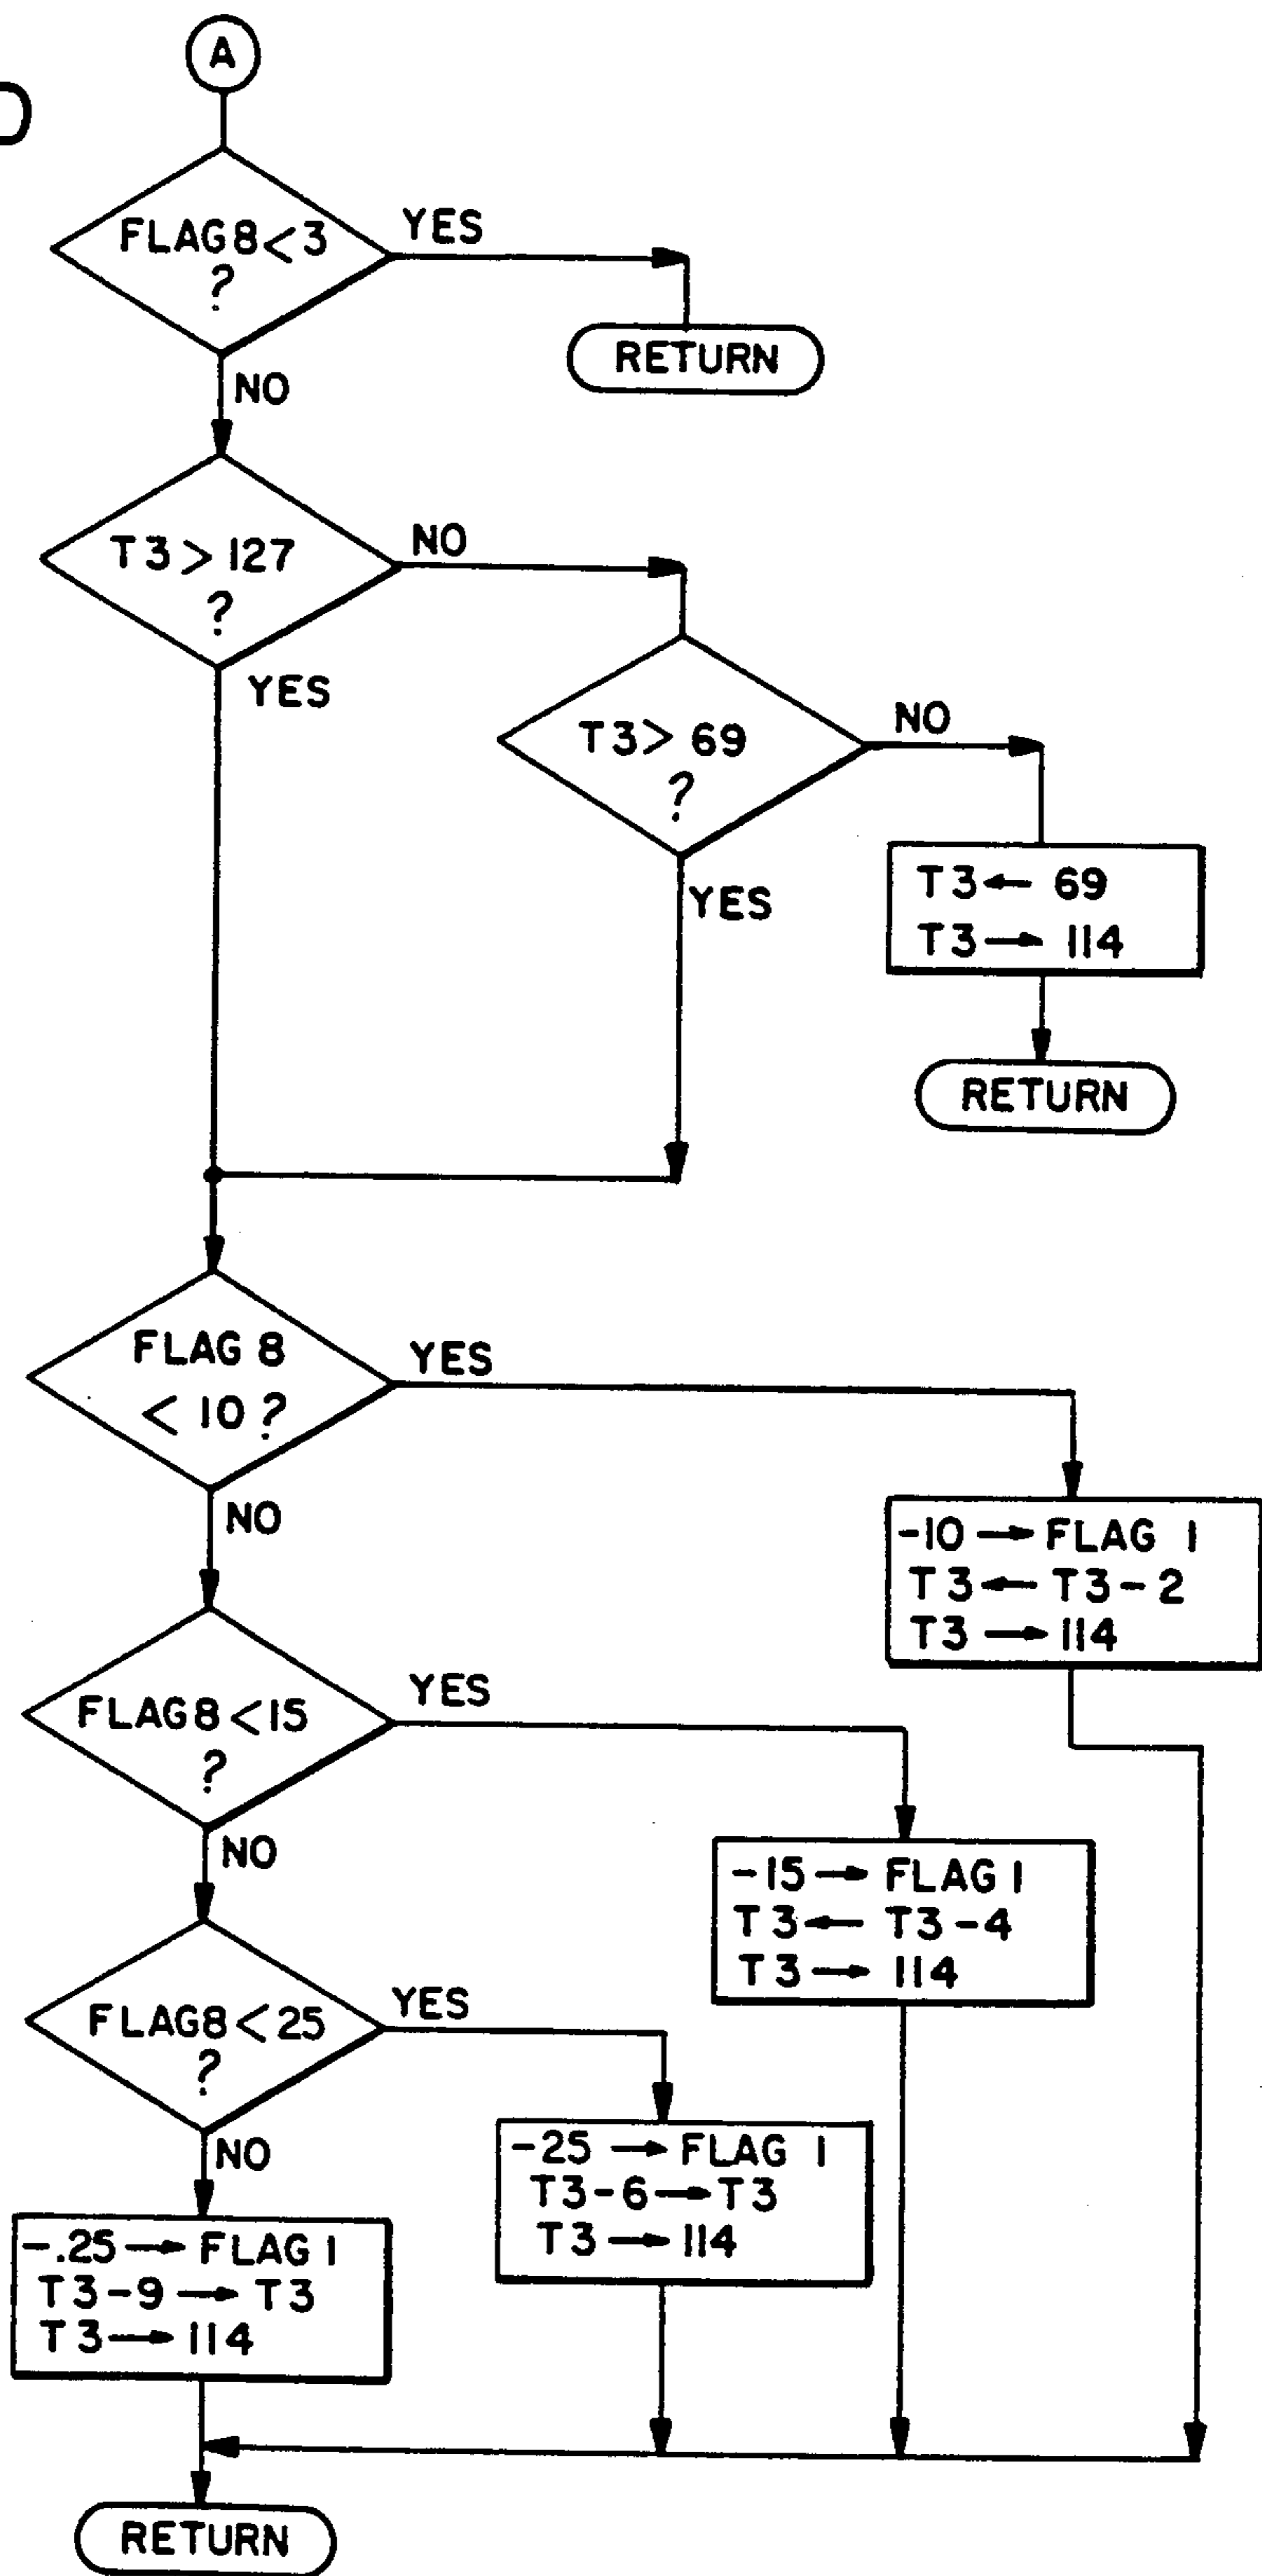 A
D
FLAG8<3
?
YES
RETURN
NO
T3>127
?
NO
YES
T3>69
?
NO
YES
T3← 69
T3→ 114
RETURN
FLAG 8
< 10 ?
YES
NO
-10 → FLAG 1
T3 ← T3-2
T3 → 114
FLAG8<15
?
YES
NO
-15 → FLAG 1
T3 ← T3-4
T3 → 114
FLAG8<25
?
YES
NO
-25 → FLAG 1
T3-6 → T3
T3 → 114
-.25 → FLAG 1
T3-9 → T3
T3 → 114
RETURN